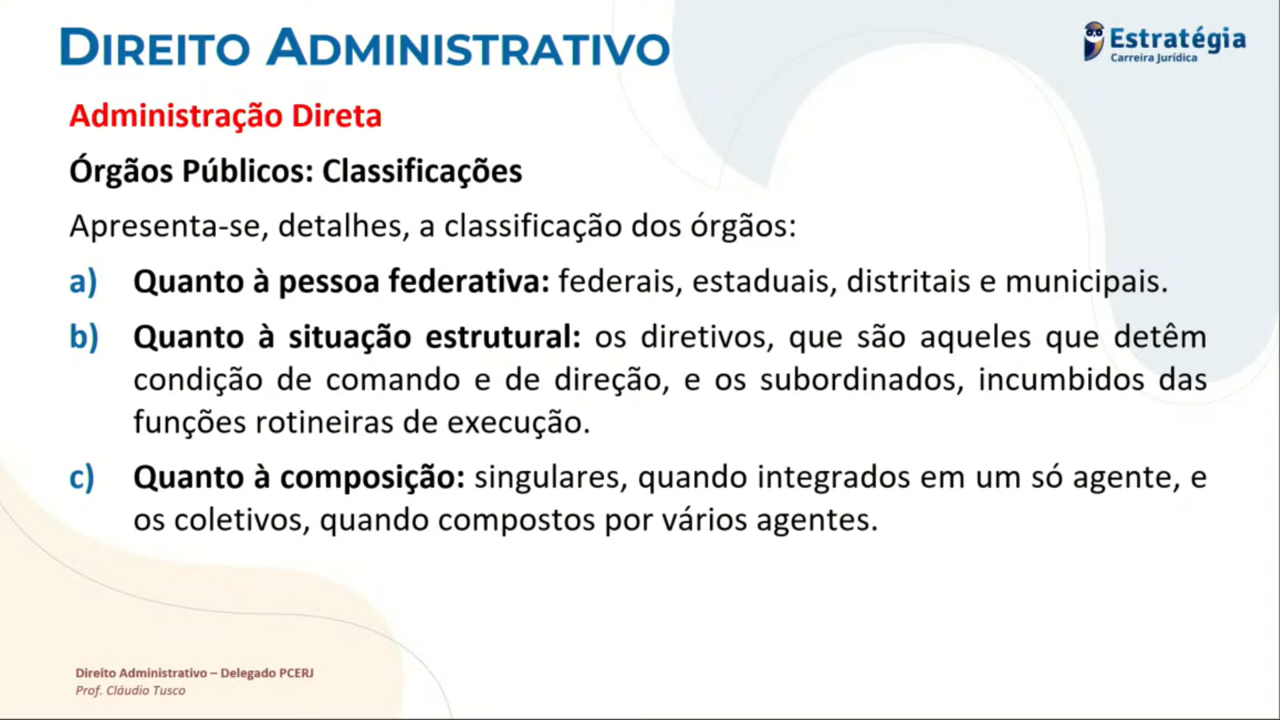 DIREITO ADMINISTRATIVO
Estratégia
Carreira Jurídica
Administração Direta
Órgãos Públicos: Classificações
Apresenta-se, detalhes, a classificação dos órgãos:
a) Quanto à pessoa federativa: federais, estaduais, distritais e municipais.
b) Quanto à situação estrutural: os diretivos, que são aqueles que detêm
condição de comando e de direção, e os subordinados, incumbidos das
funções rotineiras de execução.
c) Quanto à composição: singulares, quando integrados em um só agente, e
os coletivos, quando compostos por vários agentes.
Direito Administrativo – Delegado PCERJ
Prof. Cláudio Tusco